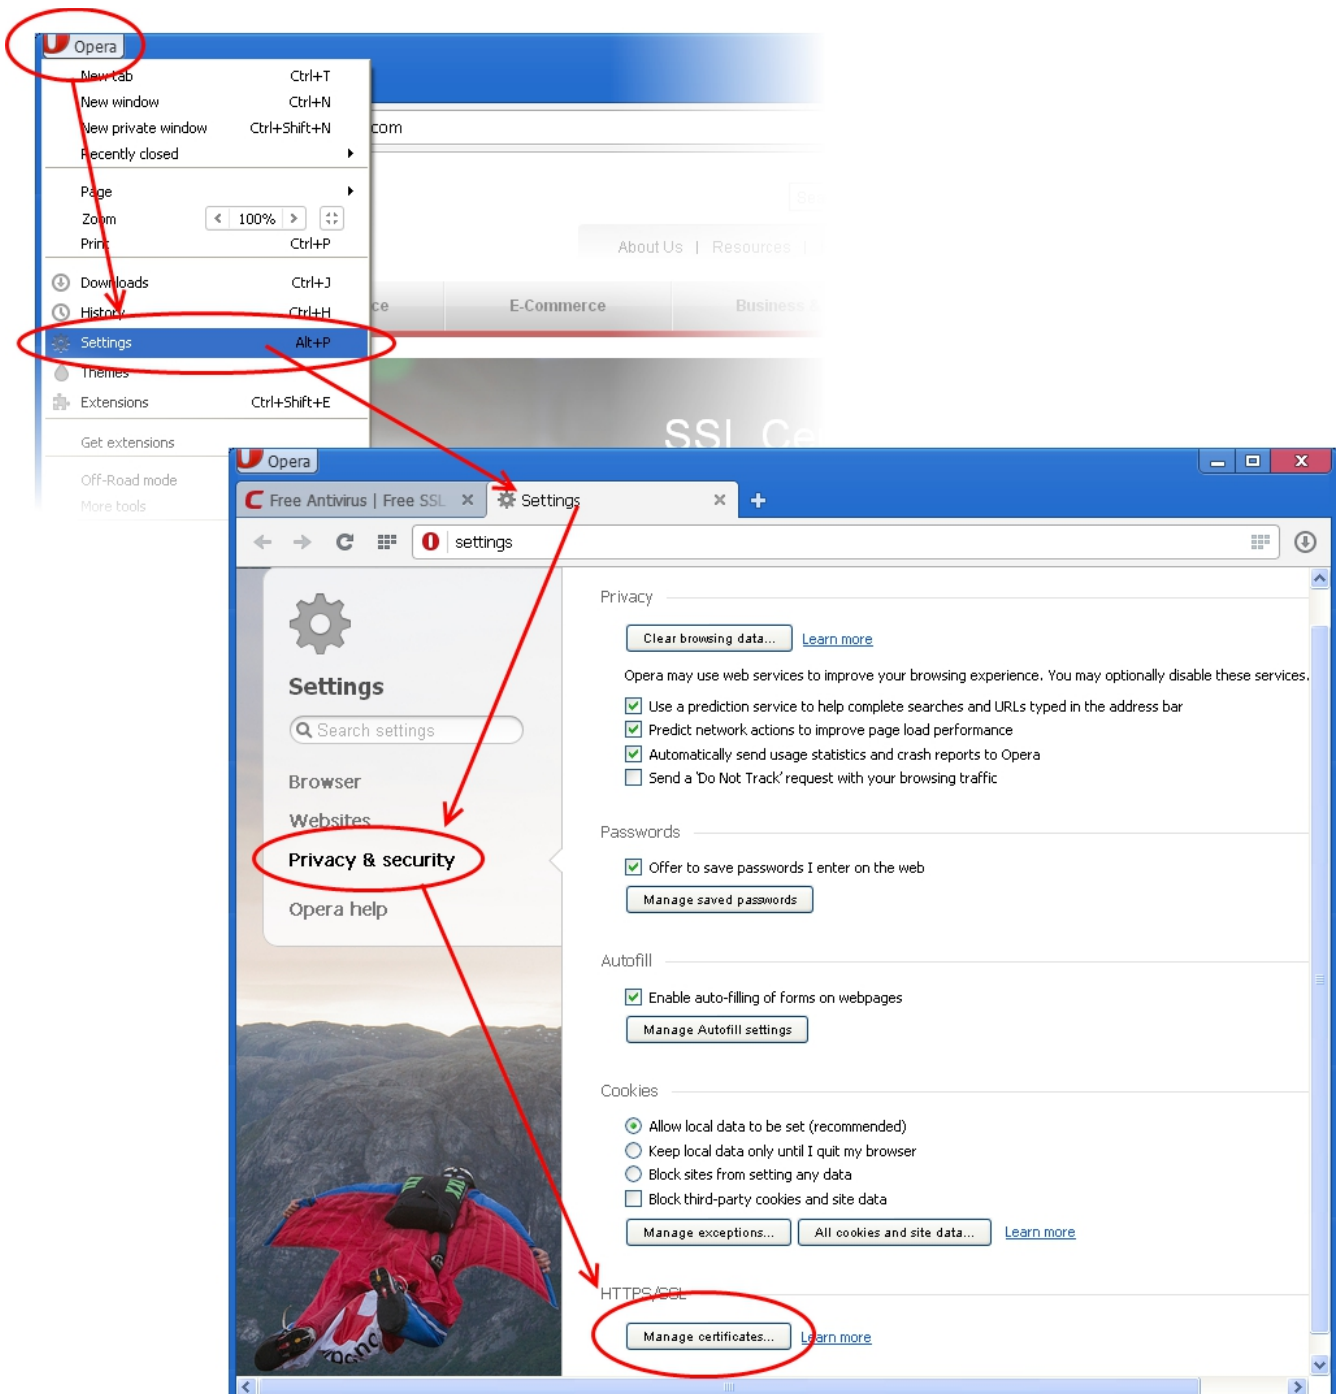 Opera
New tab Ctrl+T
New window Ctrl+N
New private window Ctrl+Shift+N
Recently closed
Page
Zoom 100%
Print Ctrl+P
Downloads Ctrl+J
History Ctrl+H
Settings Alt+P
Themes
Extensions Ctrl+Shift+E
Get extensions
Off-Road mode
More tools
.com
About Us | Resources |
E-Commerce
Business
SSL
Opera
Free Antivirus | Free SSL
Settings
settings
Settings
Search settings
Browser
Websites
Privacy & security
Opera help
Privacy
Clear browsing data... Learn more
Opera may use web services to improve your browsing experience. You may optionally disable these services.
Use a prediction service to help complete searches and URLs typed in the address bar
Predict network actions to improve page load performance
Automatically send usage statistics and crash reports to Opera
Send a 'Do Not Track' request with your browsing traffic
Passwords
Offer to save passwords I enter on the web
Manage saved passwords
Autofill
Enable auto-filling of forms on webpages
Manage Autofill settings
Cookies
Allow local data to be set (recommended)
Keep local data only until I quit my browser
Block sites from setting any data
Block third-party cookies and site data
Manage exceptions... All cookies and site data... Learn more
HTTPS/SSL
Manage certificates... Learn more